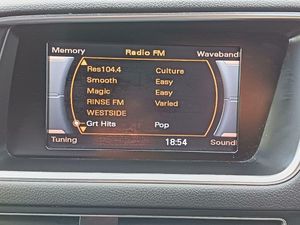 Memory Radio FM Waveband
Res104.4 Culture
Smooth Easy
Magic Easy
RINSE FM Varied
WESTSIDE
Grt Hits Pop
Tuning 18:54 Sound